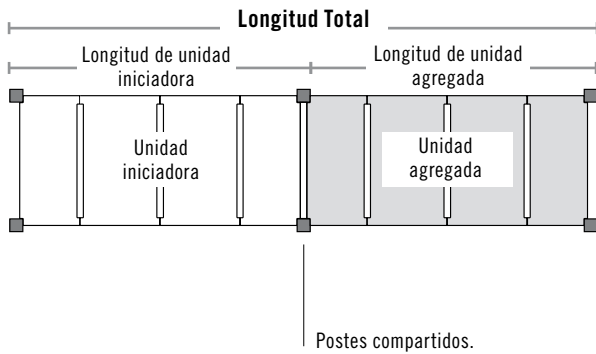 Longitud Total
Longitud de unidad
iniciadora
Longitud de unidad
agregada
Unidad
iniciadora
Unidad
agregada
Postes compartidos.